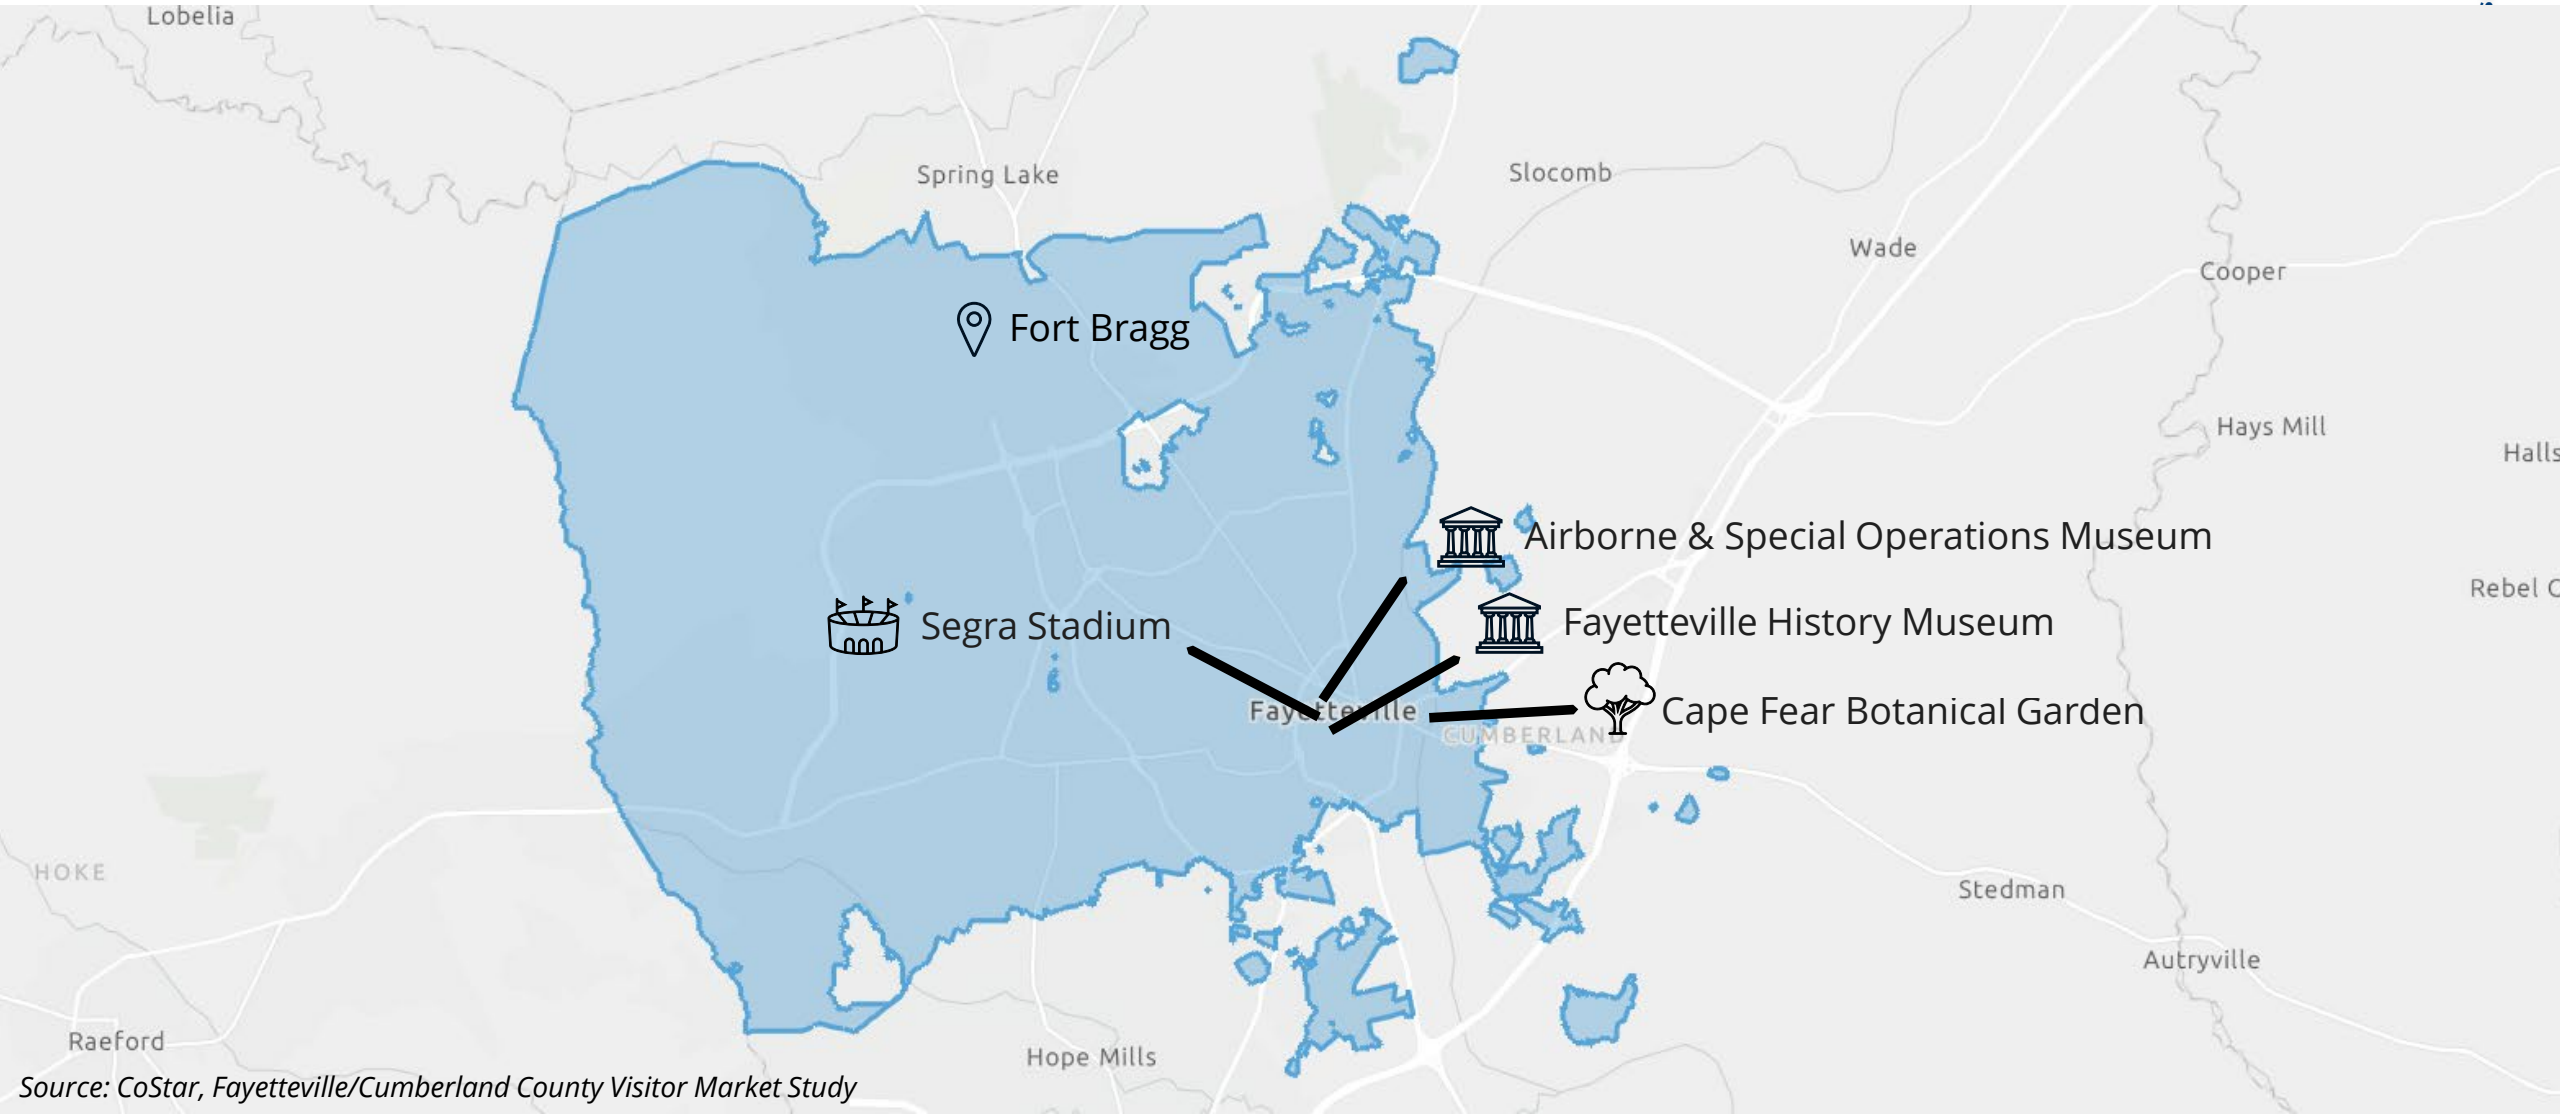 Lobelia
Spring Lake
Slocomb
Wade
Cooper
Fort Bragg
Hays Mill
Halls
Airborne & Special Operations Museum
Rebel
Segra Stadium
Fayetteville History Museum
Fayetteville
Cape Fear Botanical Garden
CUMBERLAND
HOKE
Stedman
Autryville
Raeford
Hope Mills
Source: CoStar, Fayetteville/Cumberland County Visitor Market Study